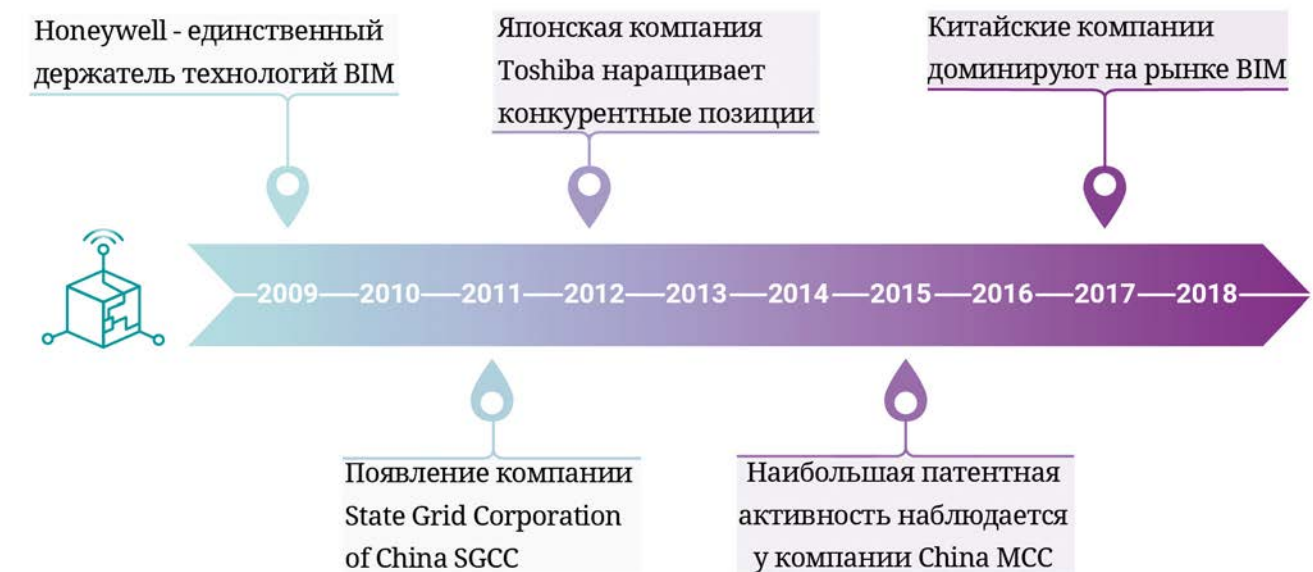 Honeywell - единственный
держатель технологий BIM
Японская компания
Toshiba наращивает
конкурентные позиции
Китайские компании
доминируют на рынке BIM
2009 2010 2011 2012 2013 2014 2015 2016 2017 2018
Появление компании
State Grid Corporation
of China SGCC
Наибольшая патентная
активность наблюдается
у компании China MCC